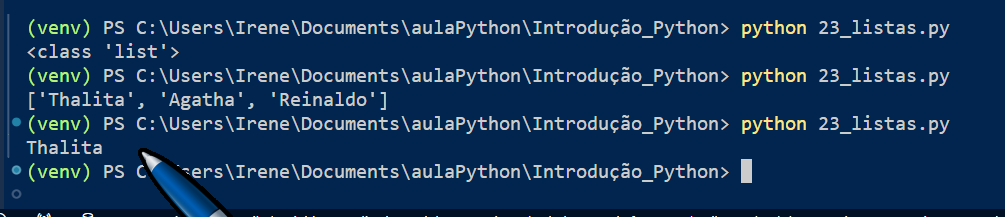 (venv) PS C:\Users\Irene\Documents\aulaPython\Introdução_Python> python 23_listas.py
<class 'list'>
(venv) PS C:\Users\Irene\Documents\aulaPython\Introdução_Python> python 23_listas.py
['Thalita', 'Agatha', 'Reinaldo']
(venv) PS C:\Users\Irene\Documents\aulaPython\Introdução_Python> python 23_listas.py
Thalita
(venv) PS C:\Users\Irene\Documents\aulaPython\Introdução_Python>